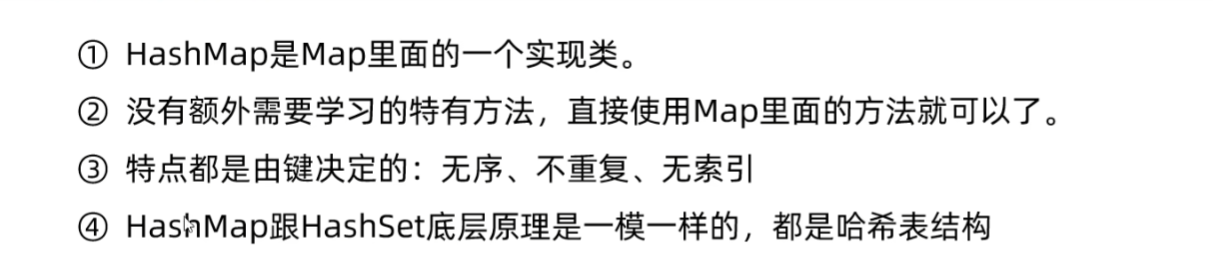 ① HashMap是Map里面的一个实现类。
② 没有额外需要学习的特有方法，直接使用Map里面的方法就可以了。
③ 特点都是由键决定的：无序、不重复、无索引
④ HashMap跟HashSet底层原理是一模一样的，都是哈希表结构